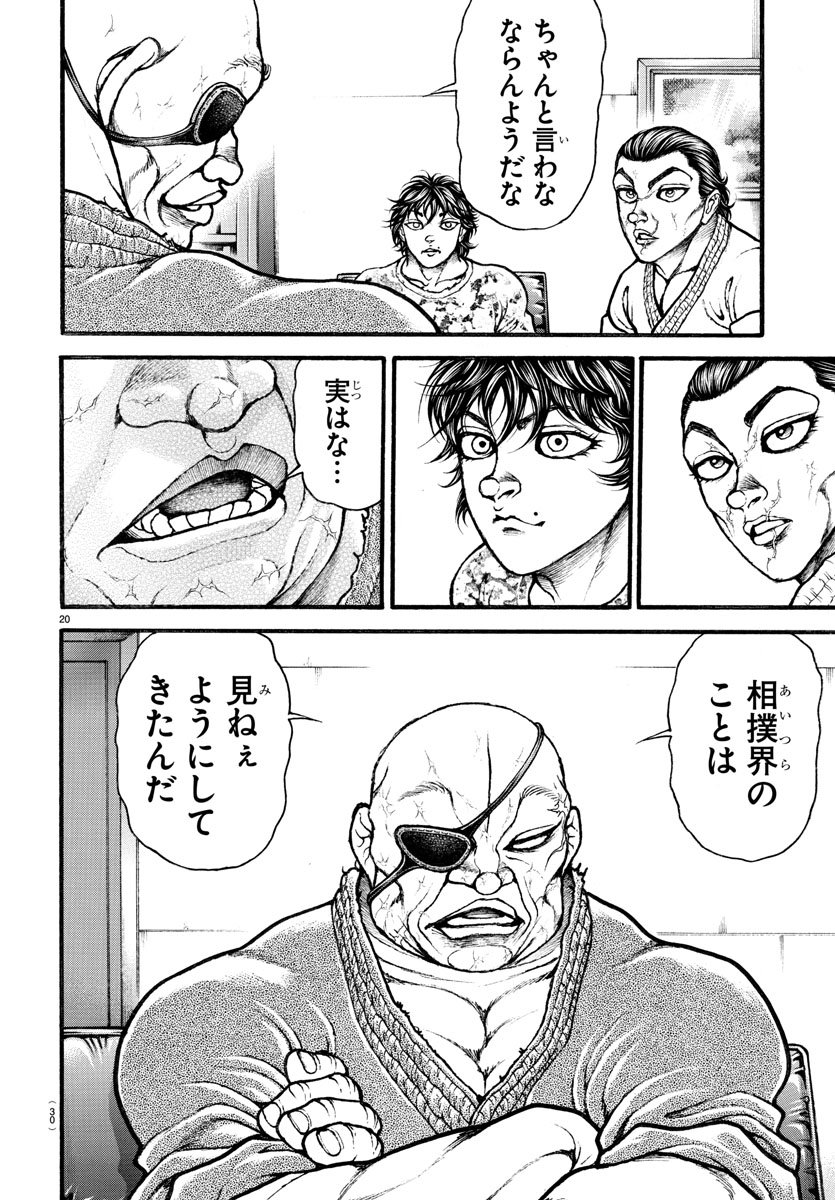 ちゃんと言わな
ならんようだな
実はな…
相撲界の
ことは
見ねぇ
ようにして
きたんだ
20
(30)